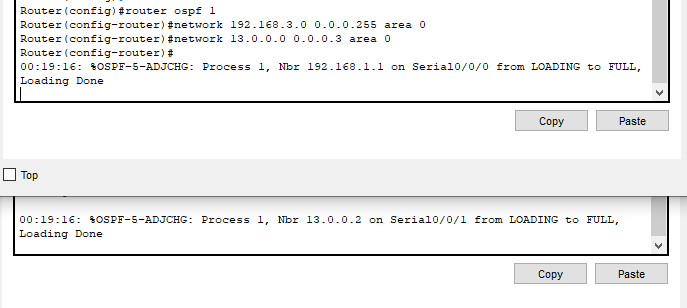 Router(config)#router ospf 1
Router(config-router)#network 192.168.3.0 0.0.0.255 area 0
Router(config-router)#network 13.0.0.0 0.0.0.3 area 0
Router(config-router)#
00:19:16: %OSPF-5-ADJCHG: Process 1, Nbr 192.168.1.1 on Serial0/0/0 from LOADING to FULL,
Loading Done
Copy Paste
Top
00:19:16: %OSPF-5-ADJCHG: Process 1, Nbr 13.0.0.2 on Serial0/0/1 from LOADING to FULL,
Loading Done
Copy Paste